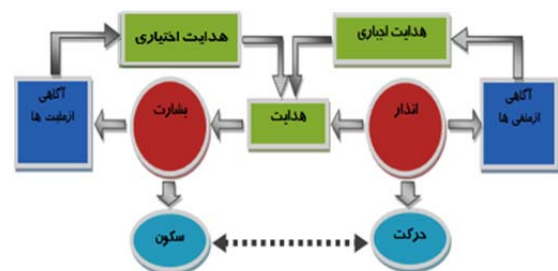 هدایت اجباری
هدایت اختیاری
آگاهی
ازمنفی ها
انذار
هدایت
بشارت
آگاهی
ازمثبت ها
حرکت
سکون